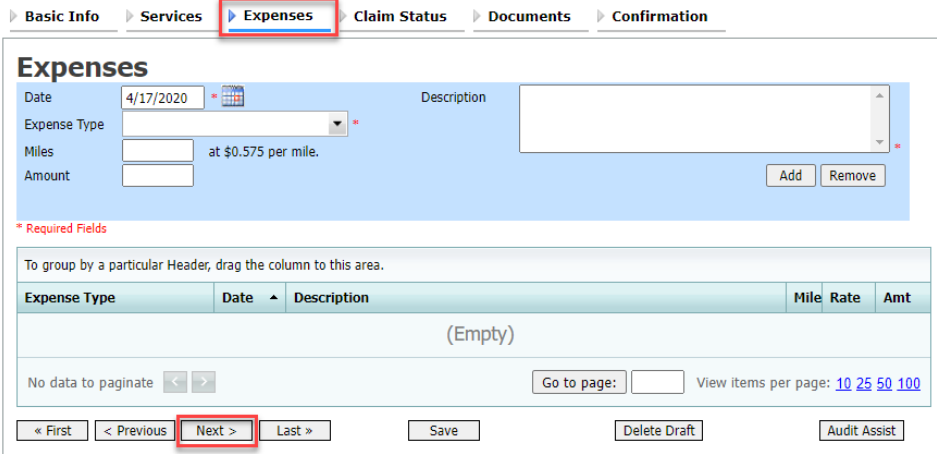 Basic Info Services Expenses Claim Status Documents Confirmation
Expenses
Date 4/17/2020 * Description
Expense Type *
Miles at $0.575 per mile. *
Amount Add Remove
* Required Fields
To group by a particular Header, drag the column to this area.
Expense Type Date Description Mile Rate Amt
(Empty)
No data to paginate < > Go to page: View items per page: 10 25 50 100
« First < Previous Next > Last » Save Delete Draft Audit Assist